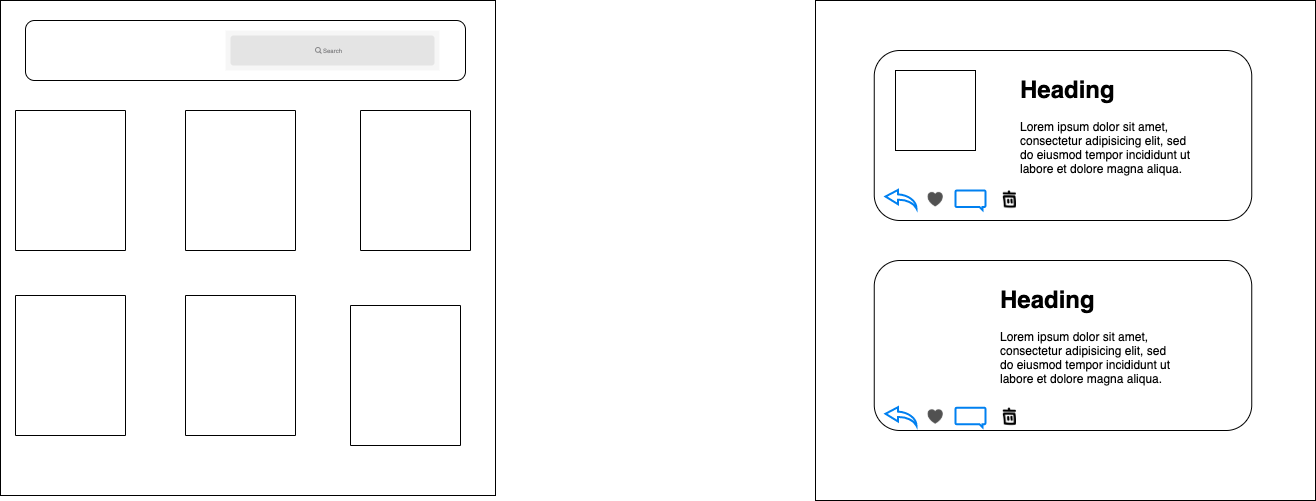 Search
Heading
Lorem ipsum dolor sit amet,
consectetur adipisicing elit, sed
do eiusmod tempor incididunt ut
labore et dolore magna aliqua.
Heading
Lorem ipsum dolor sit amet,
consectetur adipisicing elit, sed
do eiusmod tempor incididunt ut
labore et dolore magna aliqua.